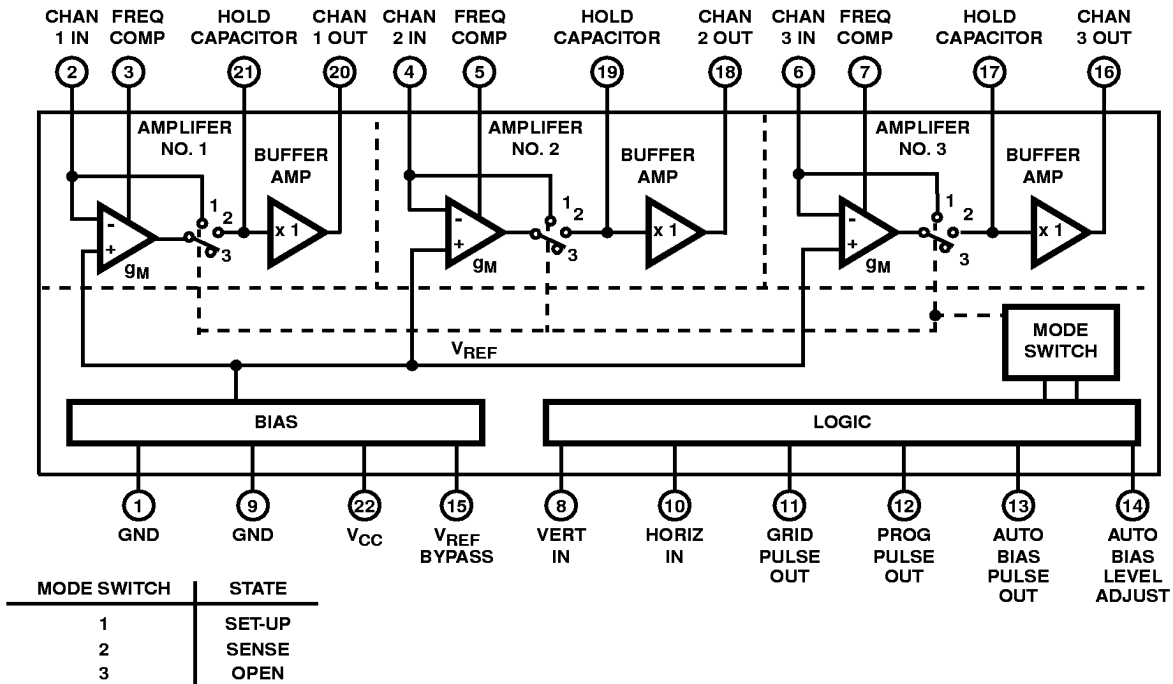 CHAN 1 IN
FREQ COMP
HOLD CAPACITOR
CHAN 1 OUT
CHAN 2 IN
FREQ COMP
HOLD CAPACITOR
CHAN 2 OUT
CHAN 3 IN
FREQ COMP
HOLD CAPACITOR
CHAN 3 OUT
2 3 21 20 4 5 19 18 6 7 17 16
AMPLIFER
NO. 1
BUFFER
AMP
1
2
3
-
+
gM
x 1
AMPLIFER
NO. 2
BUFFER
AMP
1
2
3
-
+
gM
x 1
AMPLIFER
NO. 3
BUFFER
AMP
1
2
3
-
+
gM
x 1
VREF
MODE
SWITCH
BIAS
LOGIC
1 9 22 15 8 10 11 12 13 14
GND
GND
VCC
VREF
BYPASS
VERT
IN
HORIZ
IN
GRID
PULSE
OUT
PROG
PULSE
OUT
AUTO
BIAS
PULSE
OUT
AUTO
BIAS
LEVEL
ADJUST
MODE SWITCH STATE
1 SET-UP
2 SENSE
3 OPEN